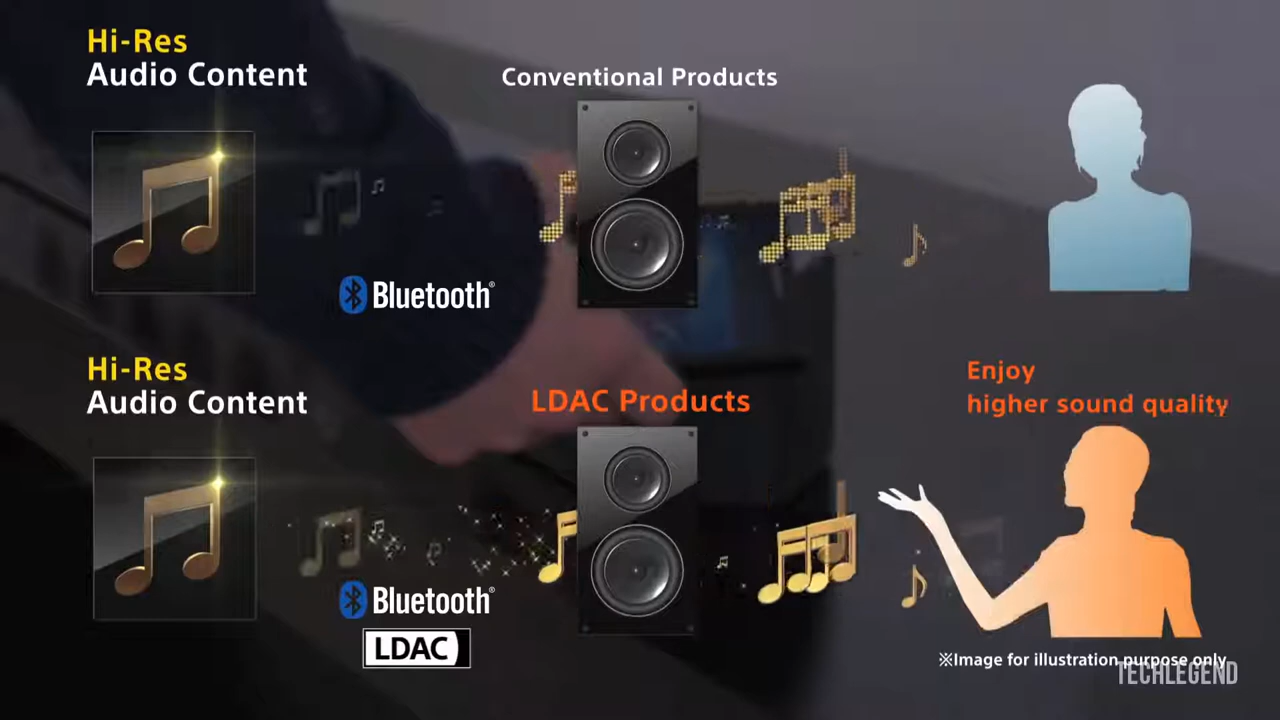 Hi-Res
Audio Content
Conventional Products
Bluetooth®
Hi-Res
Audio Content
LDAC Products
Enjoy
higher sound quality
Bluetooth®
LDAC
※Image for illustration purpose only
TECHLEGEND